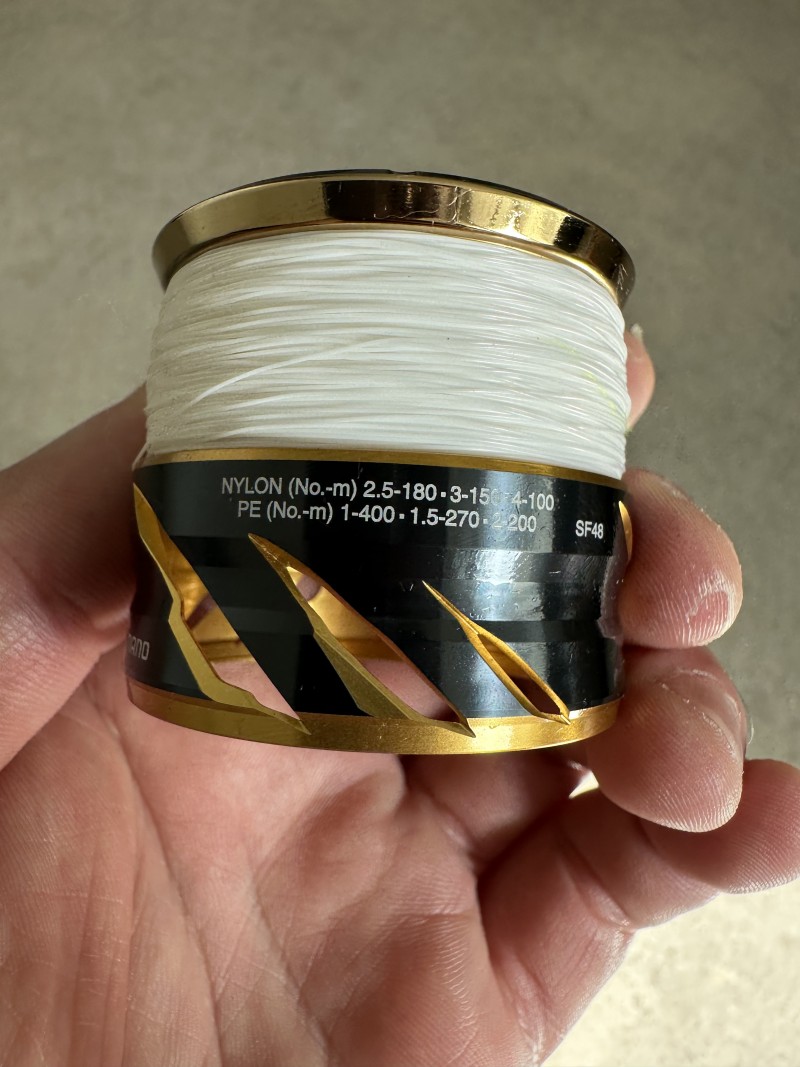 NYLON (No.-m) 2.5-180▪3-150▪4-100
PE (No.-m) 1-400▪1.5-270▪2-200
SF48